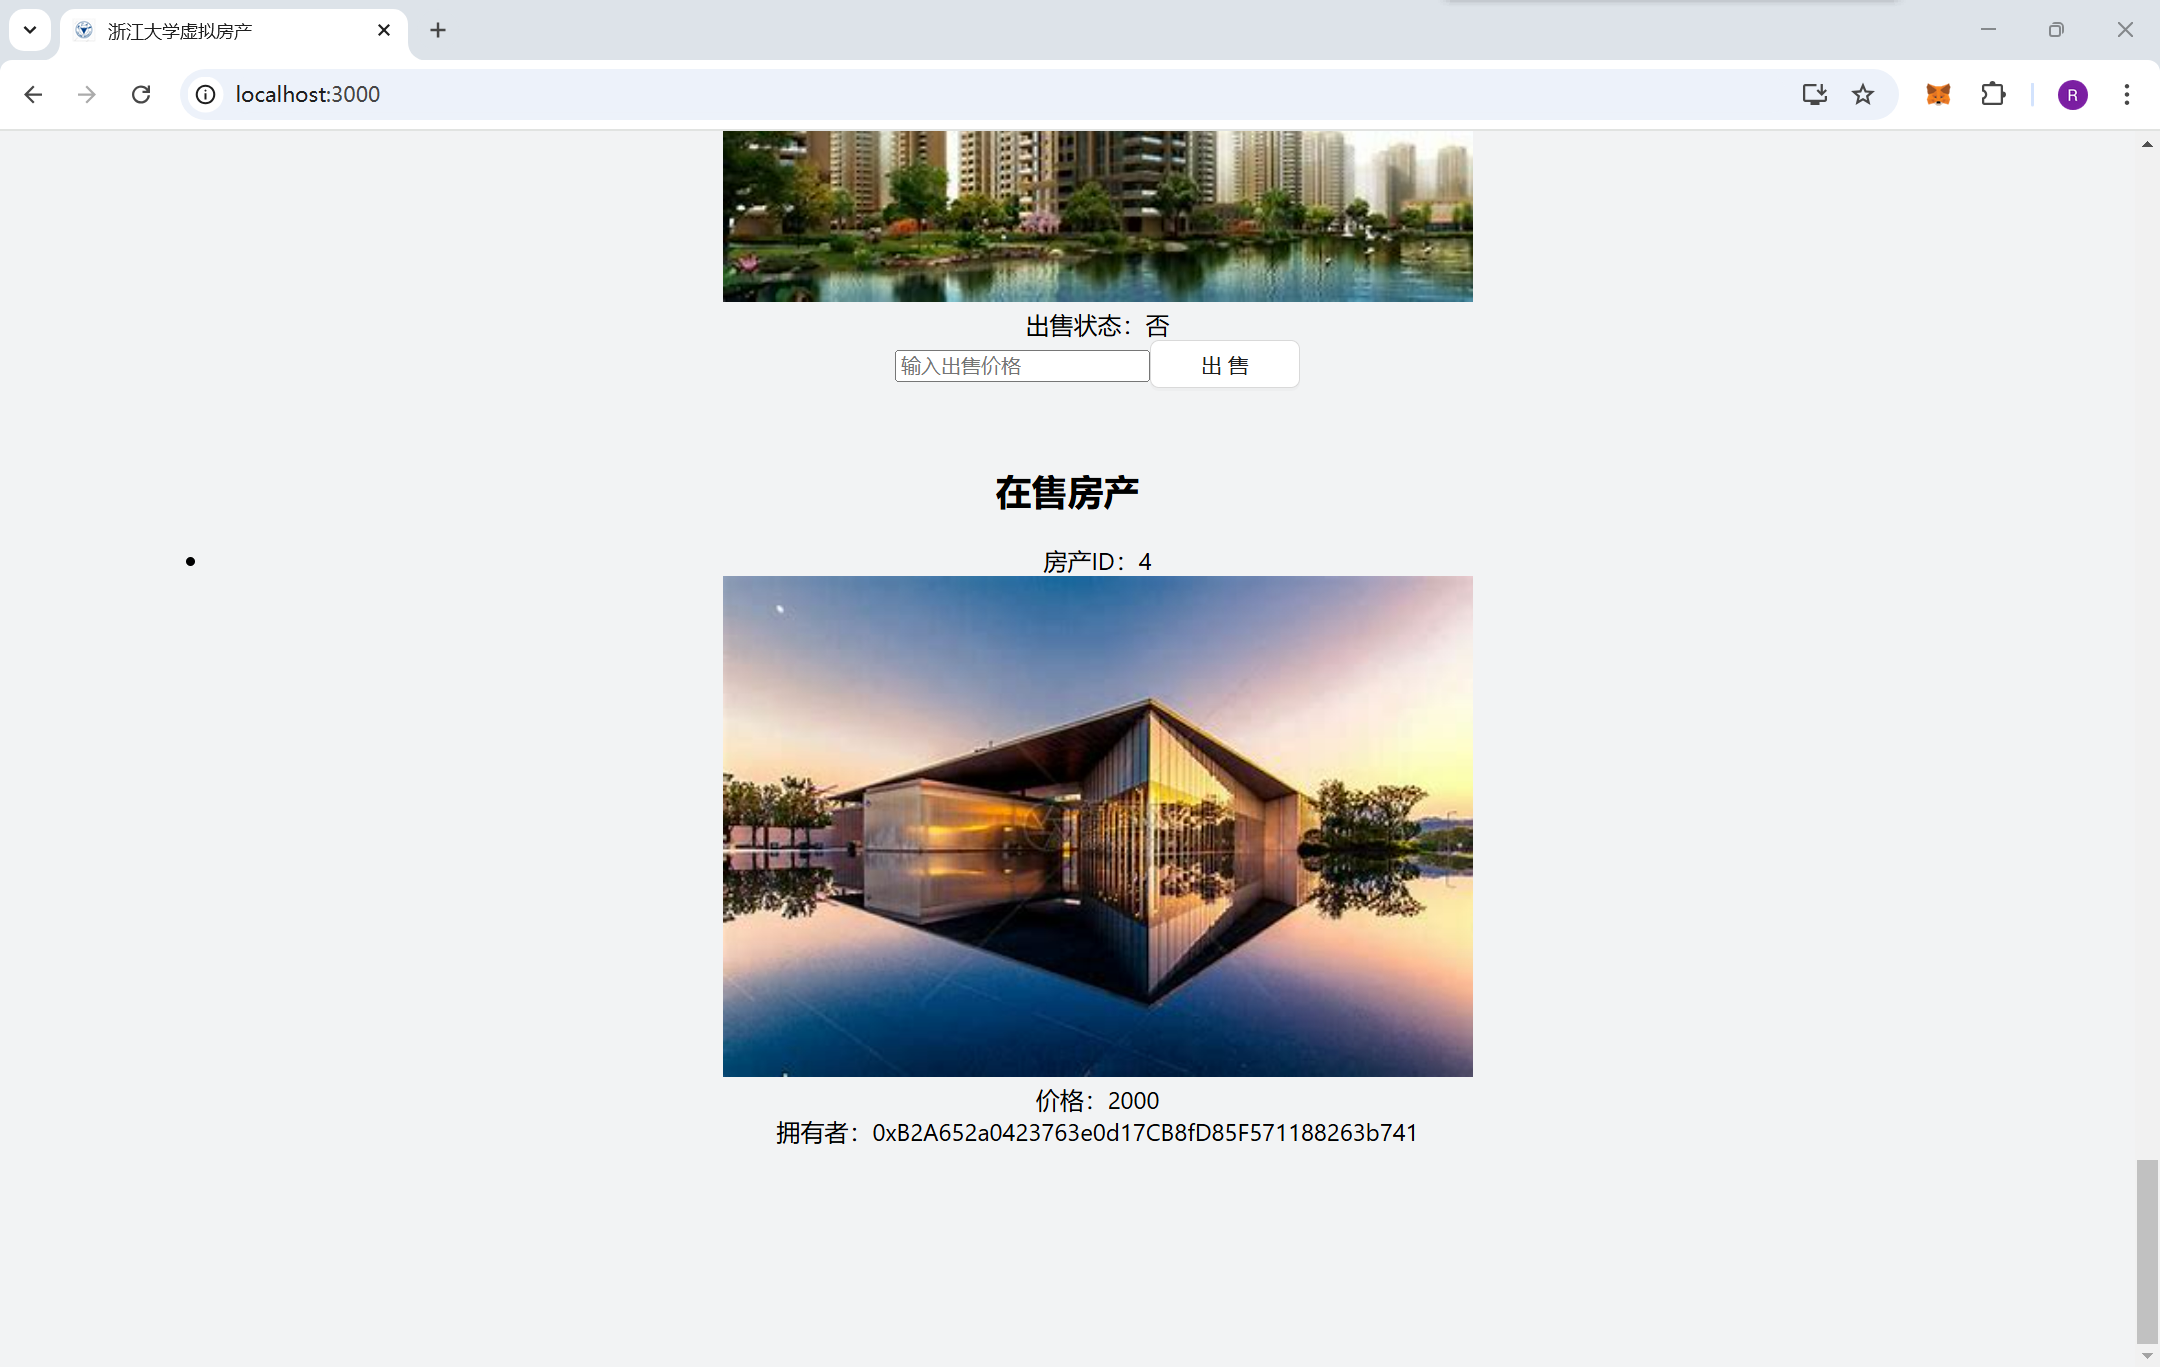 浙江大学虚拟房产
localhost:3000
R
出售状态：否
输入出售价格
出 售
在售房产
房产ID：4
价格：2000
拥有者：0xB2A652a0423763e0d17CB8fD85F571188263b741